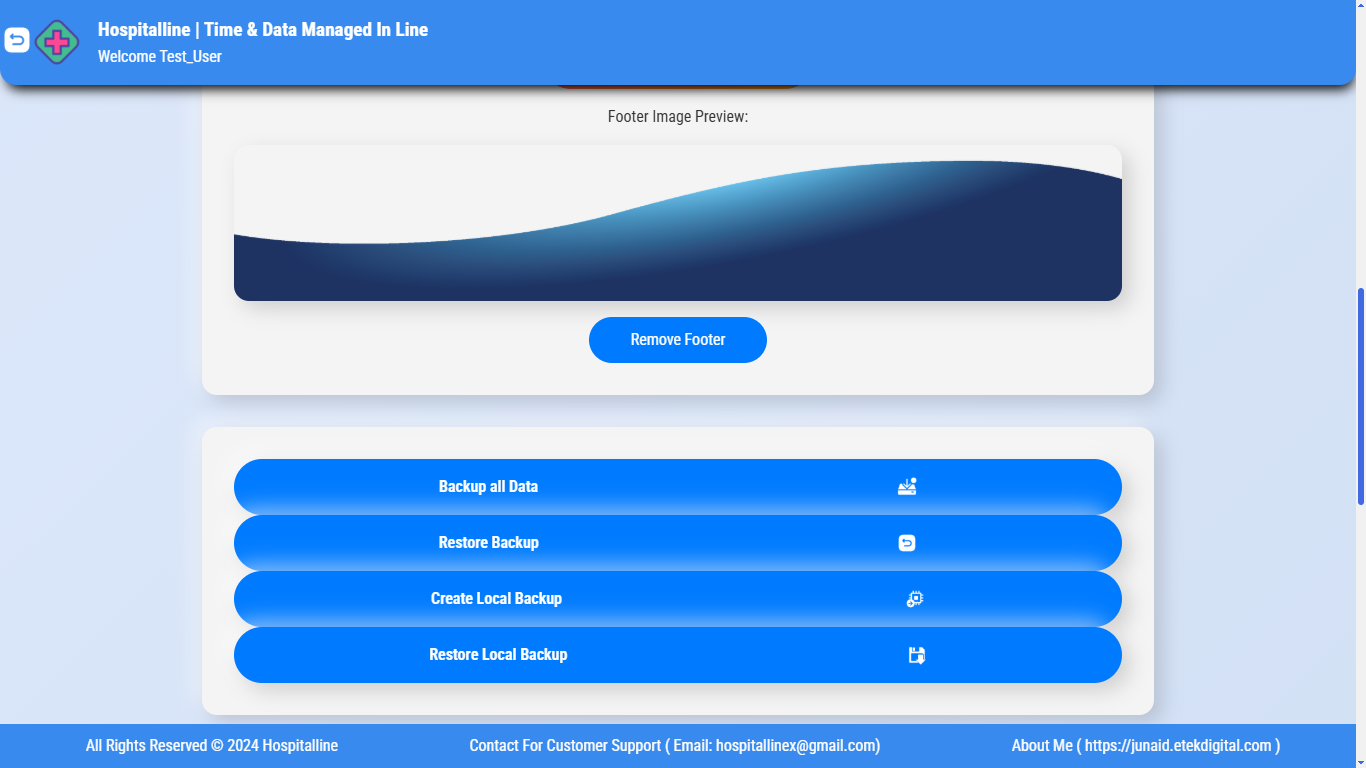 Hospitalline | Time & Data Managed In Line
Welcome Test_User
Footer Image Preview:
Remove Footer
Backup all Data
Restore Backup
Create Local Backup
Restore Local Backup
All Rights Reserved © 2024 Hospitalline
Contact For Customer Support ( Email: hospitallinex@gmail.com)
About Me ( https://junaid.etekdigital.com )